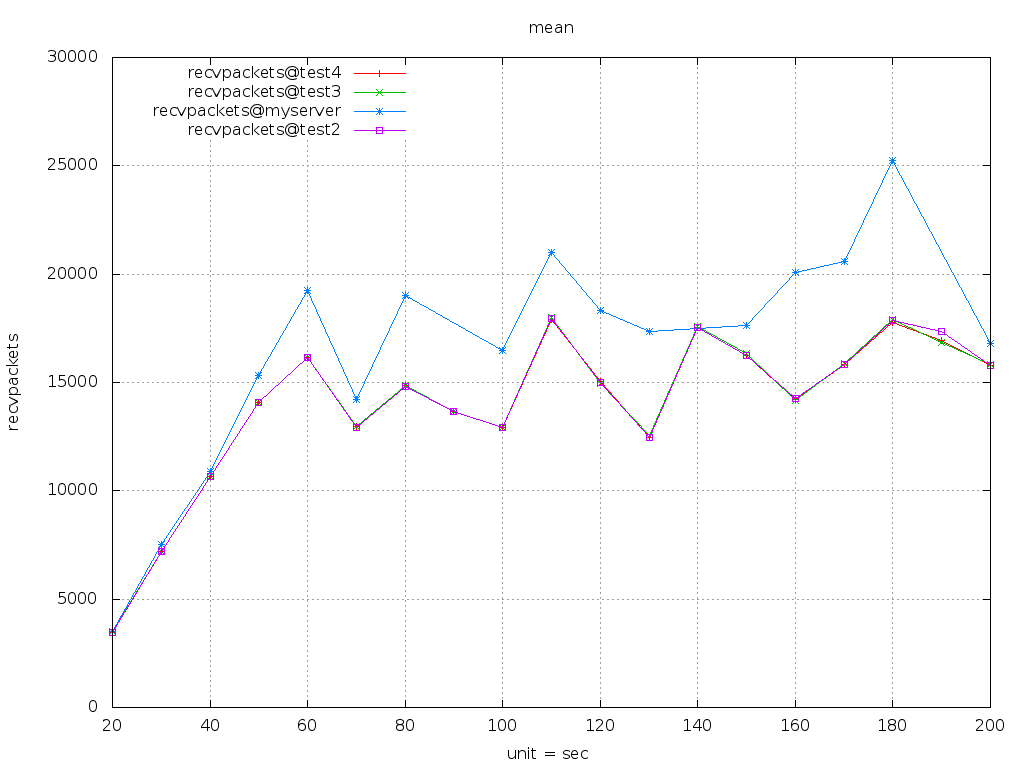 mean
30000
recvpackets@test4
recvpackets@test3
recvpackets@myserver
recvpackets@test2
25000
20000
15000
10000
5000
0
recvpackets
20 40 60 80 100 120 140 160 180 200
unit = sec